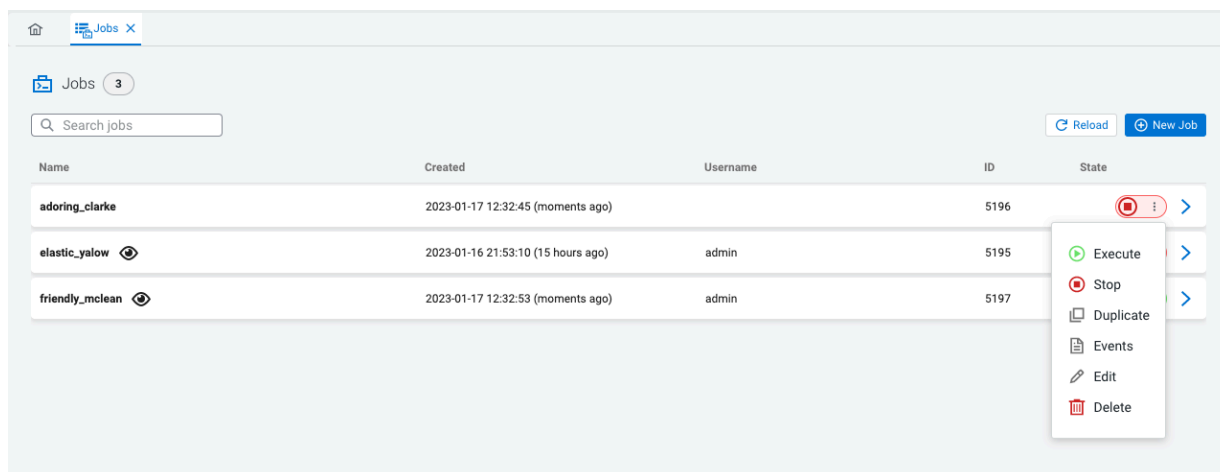 Jobs
Jobs 3
Search jobs
Reload New Job
Name Created Username ID State
adoring_clarke 2023-01-17 12:32:45 (moments ago) 5196
elastic_yalow 2023-01-16 21:53:10 (15 hours ago) admin 5195
friendly_mclean 2023-01-17 12:32:53 (moments ago) admin 5197
Execute
Stop
Duplicate
Events
Edit
Delete